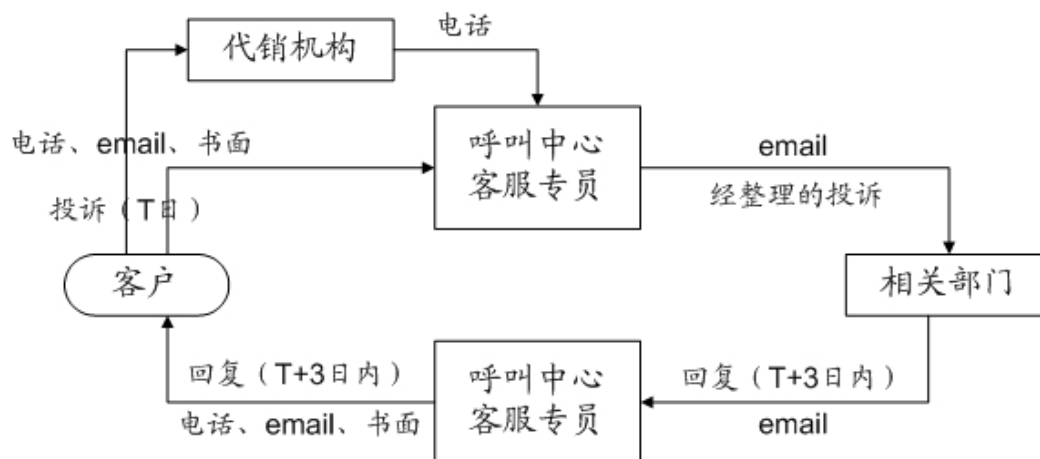 代销机构
电话
电话、email、书面
投诉（T日）
呼叫中心
客服专员
email
经整理的投诉
客户
相关部门
回复（T+3日内）
电话、email、书面
呼叫中心
客服专员
回复（T+3日内）
email